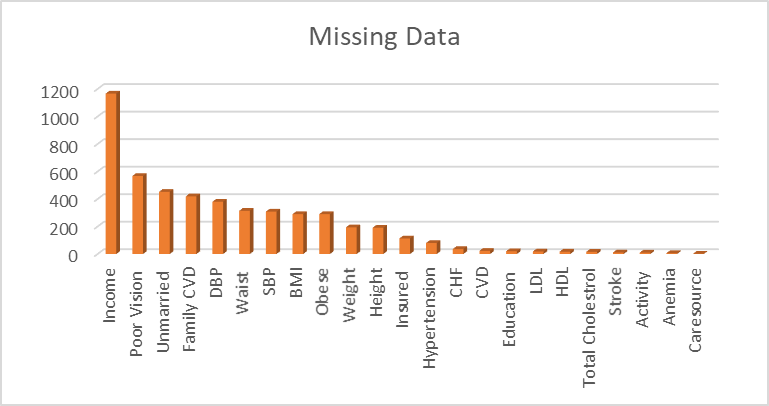 Missing Data
1200
1000
800
600
400
200
0
Income
Poor Vision
Unmarried
Family CVD
DBP
Waist
SBP
BMI
Obese
Weight
Height
Insured
Hypertension
CHF
CVD
Education
LDL
HDL
Total Cholestrol
Stroke
Activity
Anemia
Caresource